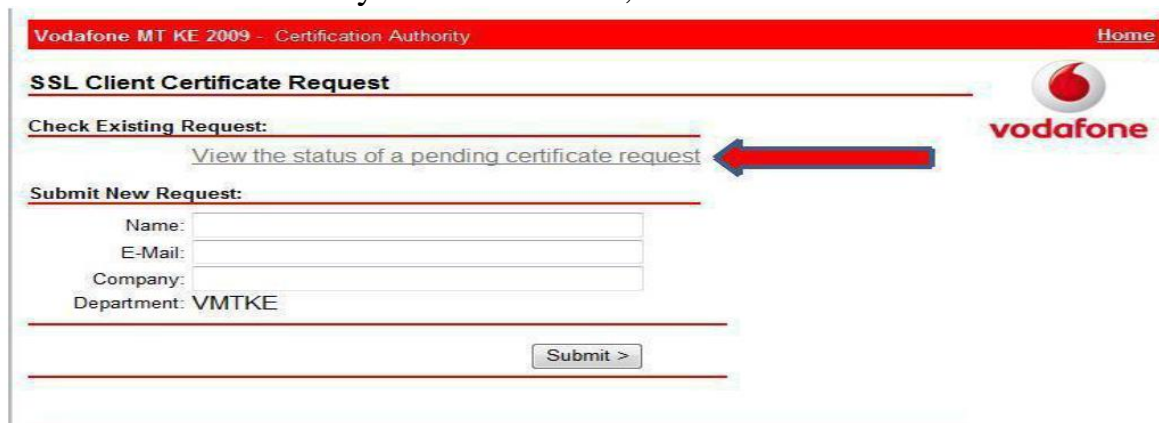 Vodafone MT KE 2009 - Certification Authority
Home
SSL Client Certificate Request
vodafone
Check Existing Request:
View the status of a pending certificate request
Submit New Request:
Name:
E-Mail:
Company:
Department: VMTKE
Submit >